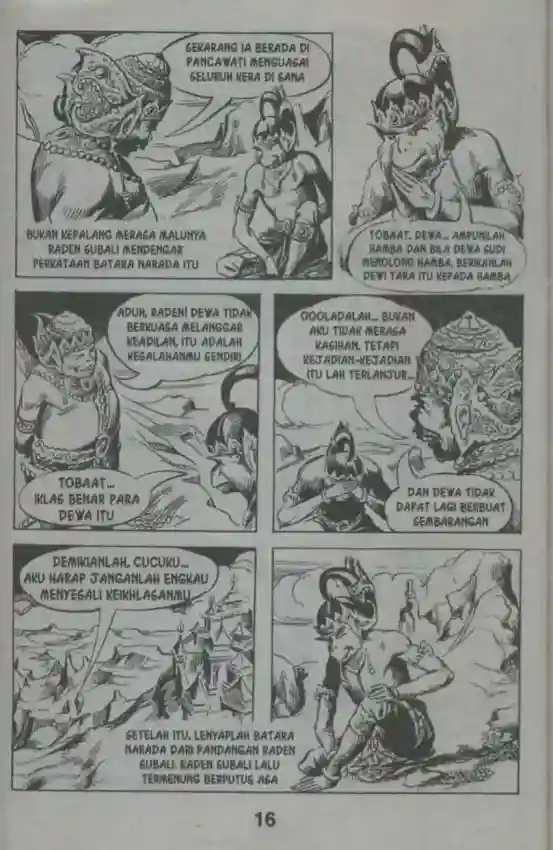 SEKARANG IA BERADA DI
PANCAWATI MENGUASAI
SELURUH KERA DI SANA
BUKAN KEPALANG MERASA MALUNYA
RADEN SUBALI MENDENGAR
PERKATAAN BATARA NARADA ITU
TOBAAT, DEWA... AMPUNILAH
HAMBA DAN BILA DEWA SUDI
MENOLONG HAMBA, BERIKANLAH
DEWI TARA ITU KEPADA HAMBA
ADUH, RADEN! DEWA TIDAK
BERKUASA MELANGGAR
KEADILAN, ITU ADALAH
KESALAHANMU SENDIRI
TOBAAT...
IKLAS BENAR PARA
DEWA ITU
OOOLADALAH... BUKAN
AKU TIDAK MERASA
KASIHAN, TETAPI
KEJADIAN-KEJADIAN
ITU LAH TERLANJUR...
DAN DEWA TIDAK
DAPAT LAGI BERBUAT
SEMBARANGAN
DEMIKIANLAH, CUCUKU...
AKU HARAP JANGANLAH ENGKAU
MENYESALI KEIKHLASANMU
SETELAH ITU, LENYAPLAH BATARA
NARADA DARI PANDANGAN RADEN
SUBALI. RADEN SUBALI LALU
TERMENUNG BERPUTUS ASA
16